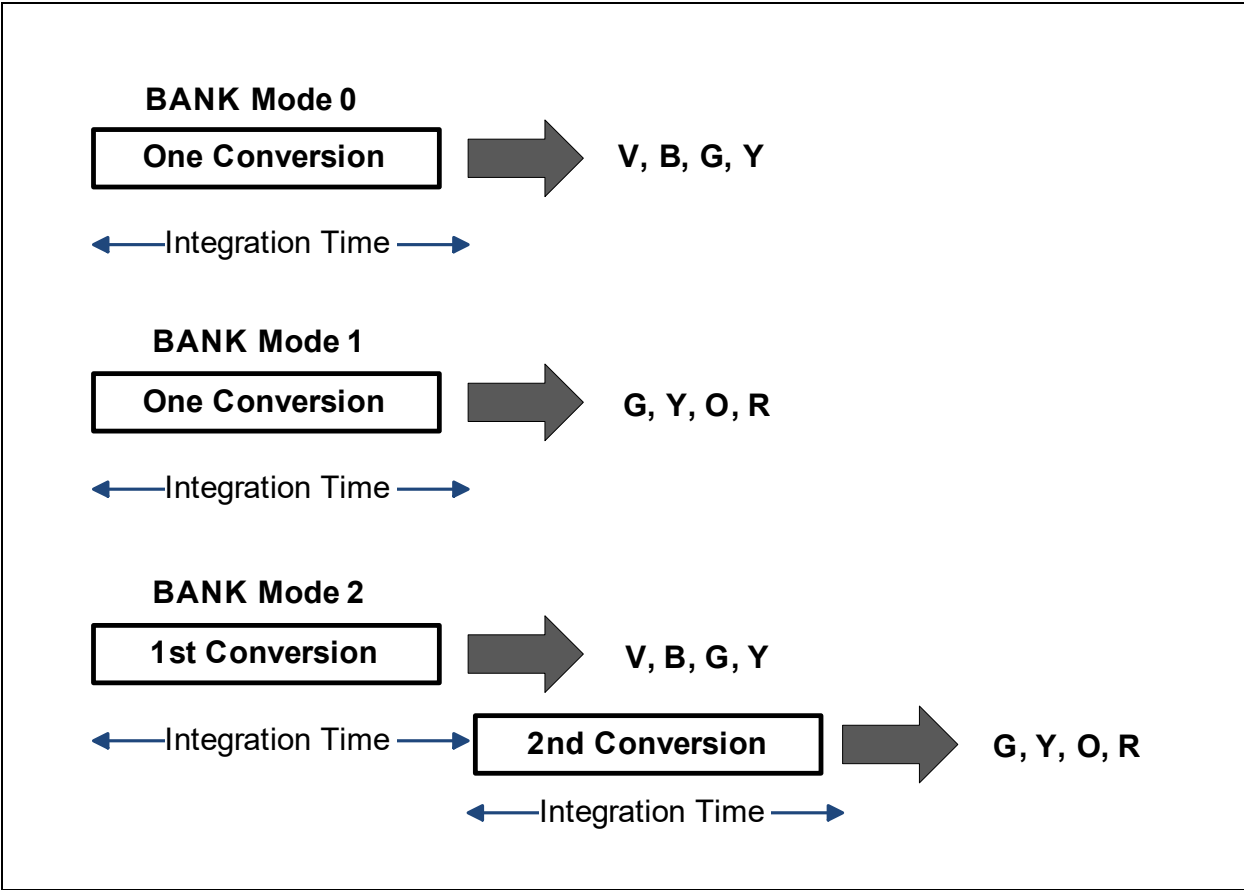 BANK Mode 0
One Conversion
V, B, G, Y
Integration Time
BANK Mode 1
One Conversion
G, Y, O, R
Integration Time
BANK Mode 2
1st Conversion
V, B, G, Y
Integration Time
2nd Conversion
G, Y, O, R
Integration Time